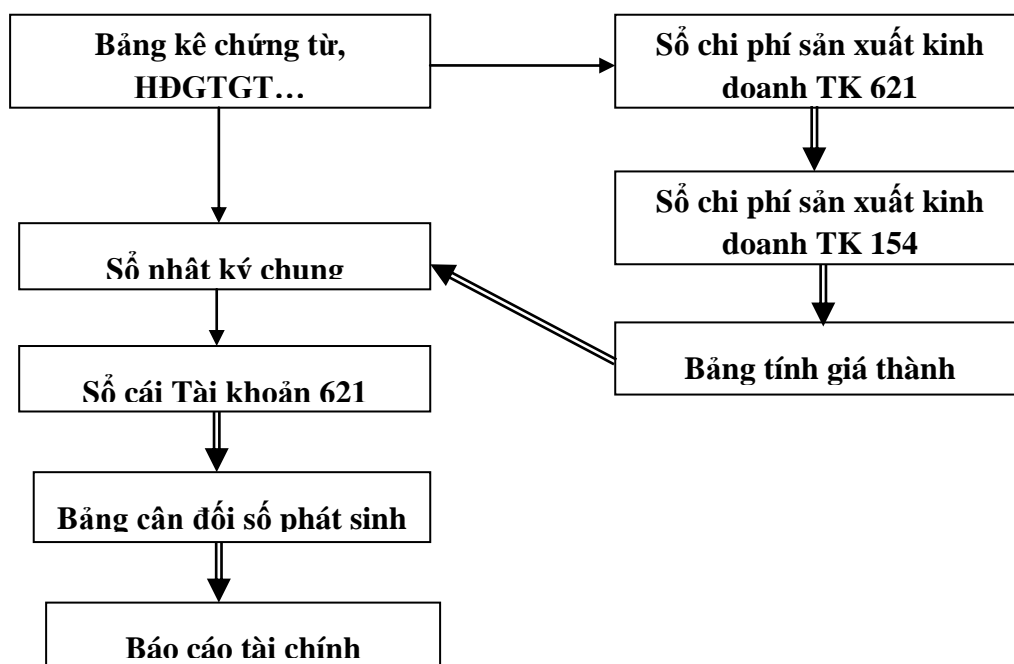 Bảng kê chứng từ,
HĐGTGT…
Sổ chi phí sản xuất kinh
doanh TK 621
Sổ chi phí sản xuất kinh
doanh TK 154
Sổ nhật ký chung
Bảng tính giá thành
Sổ cái Tài khoản 621
Bảng cân đối số phát sinh
Báo cáo tài chính